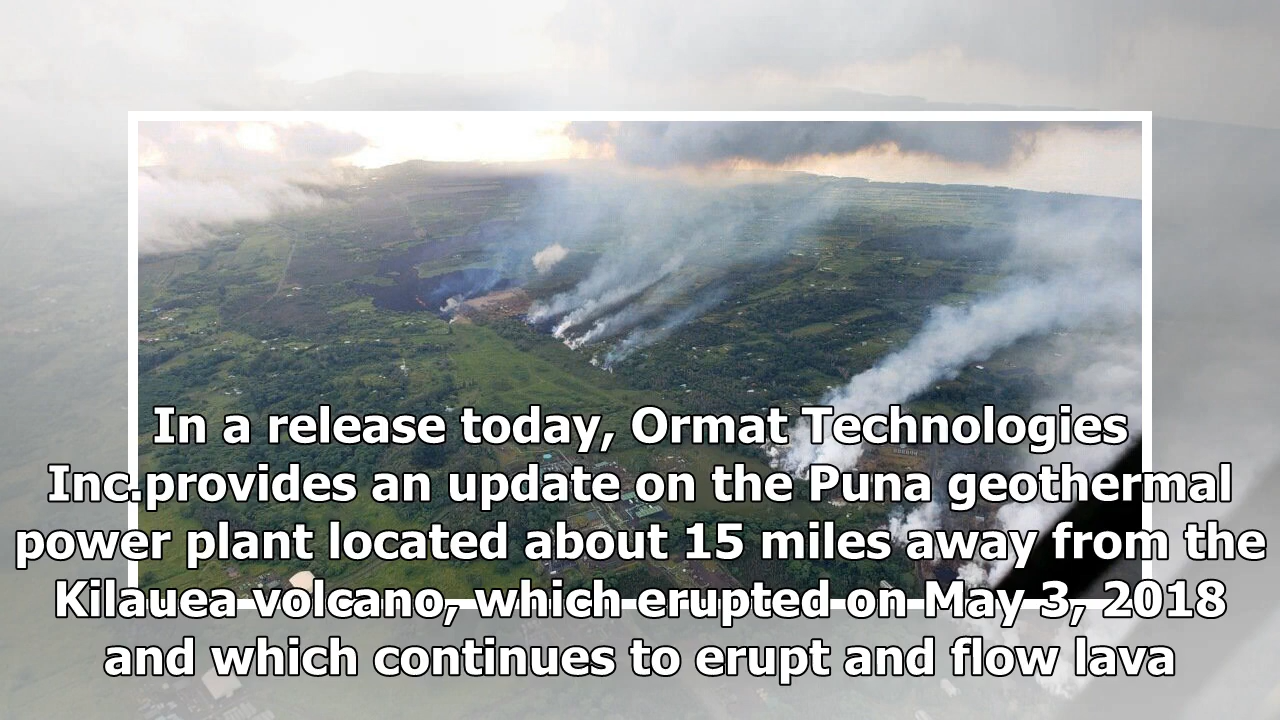 In a release today, Ormat Technologies
Inc.provides an update on the Puna geothermal
power plant located about 15 miles away from the
Kilauea volcano, which erupted on May 3, 2018
and which continues to erupt and flow lava